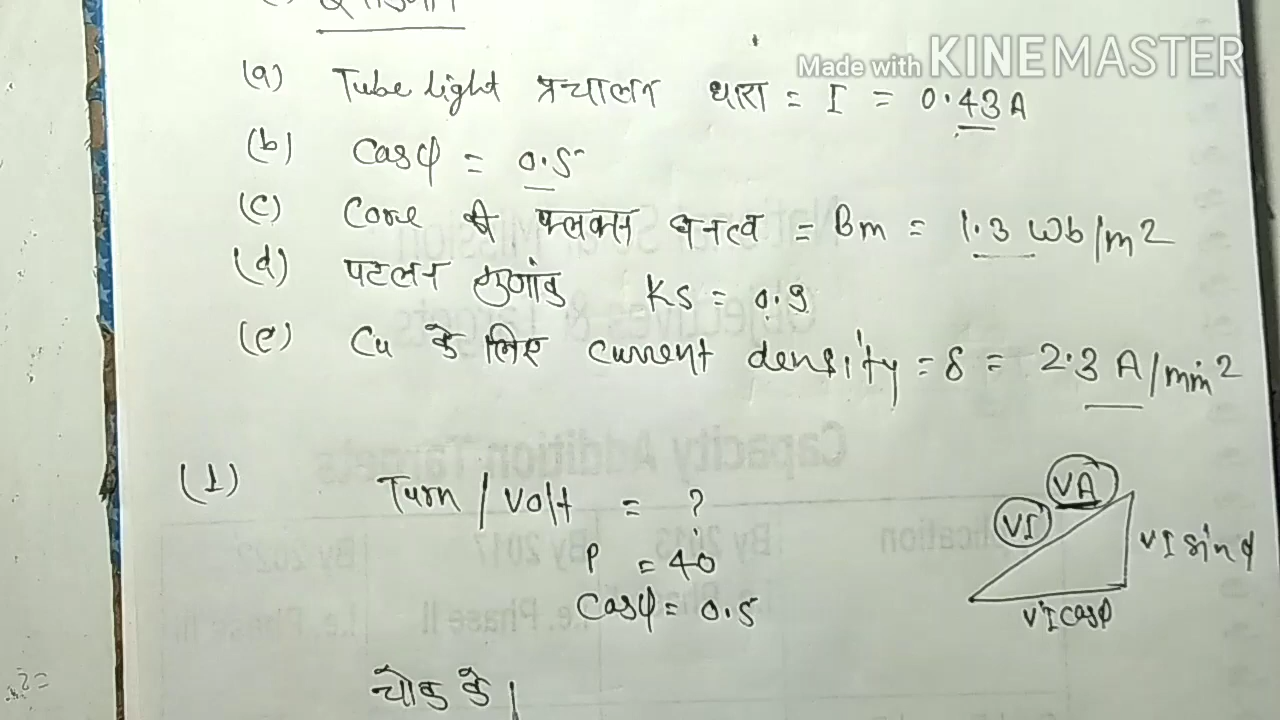 Made with KINEMASTER
(a) Tube light प्रचालन धारा = I = 0.43 A
(b) Cosφ = 0.5
(c) Core की फ्लक्स घनत्व = Bm = 1.3 Wb/m2
(d) पटलन गुणांक Ks = 0.9
(e) Cu के लिए current density = δ = 2.3 A/mm2
(1) Turn / Volt = ?
VA
VI
VI sinφ
P = 40
Cosφ = 0.5
VI cosφ
चोक के